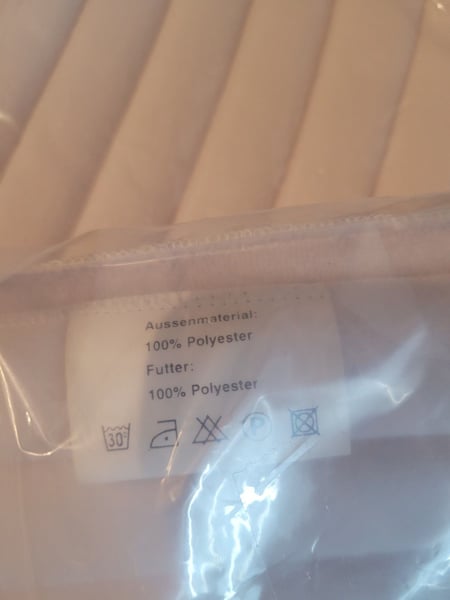 Aussenmaterial:
100% Polyester
Futter:
100% Polyester
30°
P